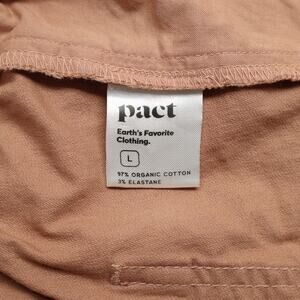 pact
Earth's Favorite
Clothing.
L
97% ORGANIC COTTON
3% ELASTANE